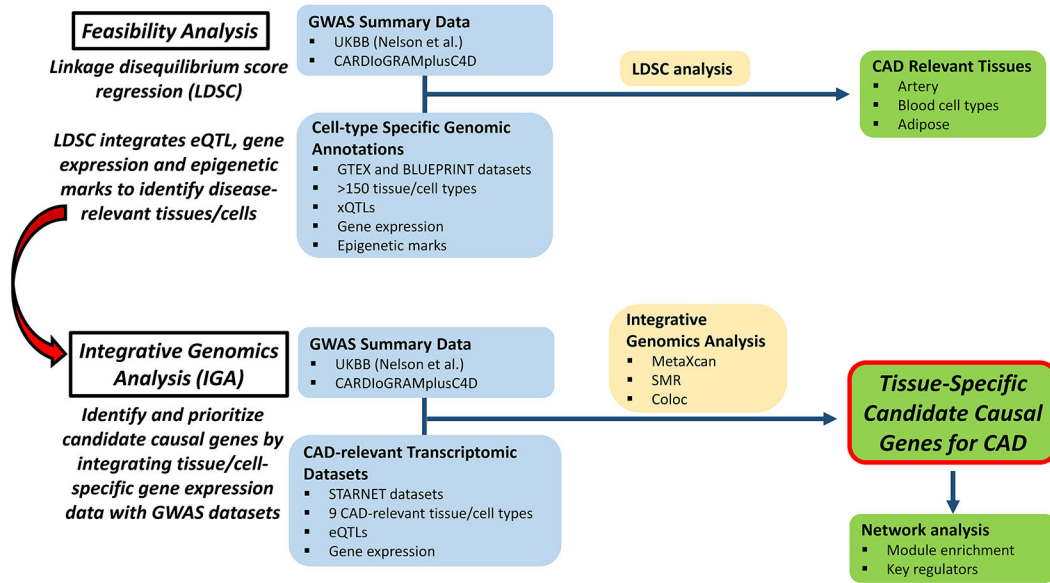 Feasibility Analysis
Linkage disequilibrium score
regression (LDSC)
LDSC integrates eQTL, gene
expression and epigenetic
marks to identify disease-
relevant tissues/cells
GWAS Summary Data
▪ UKBB (Nelson et al.)
▪ CARDIoGRAMplusC4D
Cell-type Specific Genomic
Annotations
▪ GTEX and BLUEPRINT datasets
▪ >150 tissue/cell types
▪ xQTLs
▪ Gene expression
▪ Epigenetic marks
LDSC analysis
CAD Relevant Tissues
▪ Artery
▪ Blood cell types
▪ Adipose
Integrative Genomics
Analysis (IGA)
Identify and prioritize
candidate causal genes by
integrating tissue/cell-
specific gene expression
data with GWAS datasets
GWAS Summary Data
▪ UKBB (Nelson et al.)
▪ CARDIoGRAMplusC4D
CAD-relevant Transcriptomic
Datasets
▪ STARNET datasets
▪ 9 CAD-relevant tissue/cell types
▪ eQTLs
▪ Gene expression
Integrative
Genomics Analysis
▪ MetaXcan
▪ SMR
▪ Coloc
Tissue-Specific
Candidate Causal
Genes for CAD
Network analysis
▪ Module enrichment
▪ Key regulators